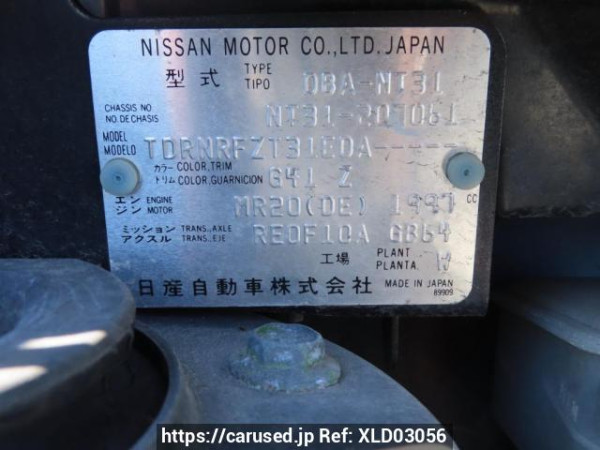 NISSAN MOTOR CO.,LTD. JAPAN
型式 TYPE TIPO DBA-NT31
CHASSIS NO NO. DE CHASIS NT31-207061
MODEL MODELO TDRNRFZT31EDA-----
カラー COLOR, TRIM トリム COLOR, GUARNICION G41 Z
エンジン ENGINE MOTOR MR20(DE) 1997 CC
ミッション TRANS., AXLE アクスル TRANS., EJE RE0F10A GB64
工場 PLANT PLANTA W
日産自動車株式会社 MADE IN JAPAN
89909
https://carused.jp Ref: XLD03056